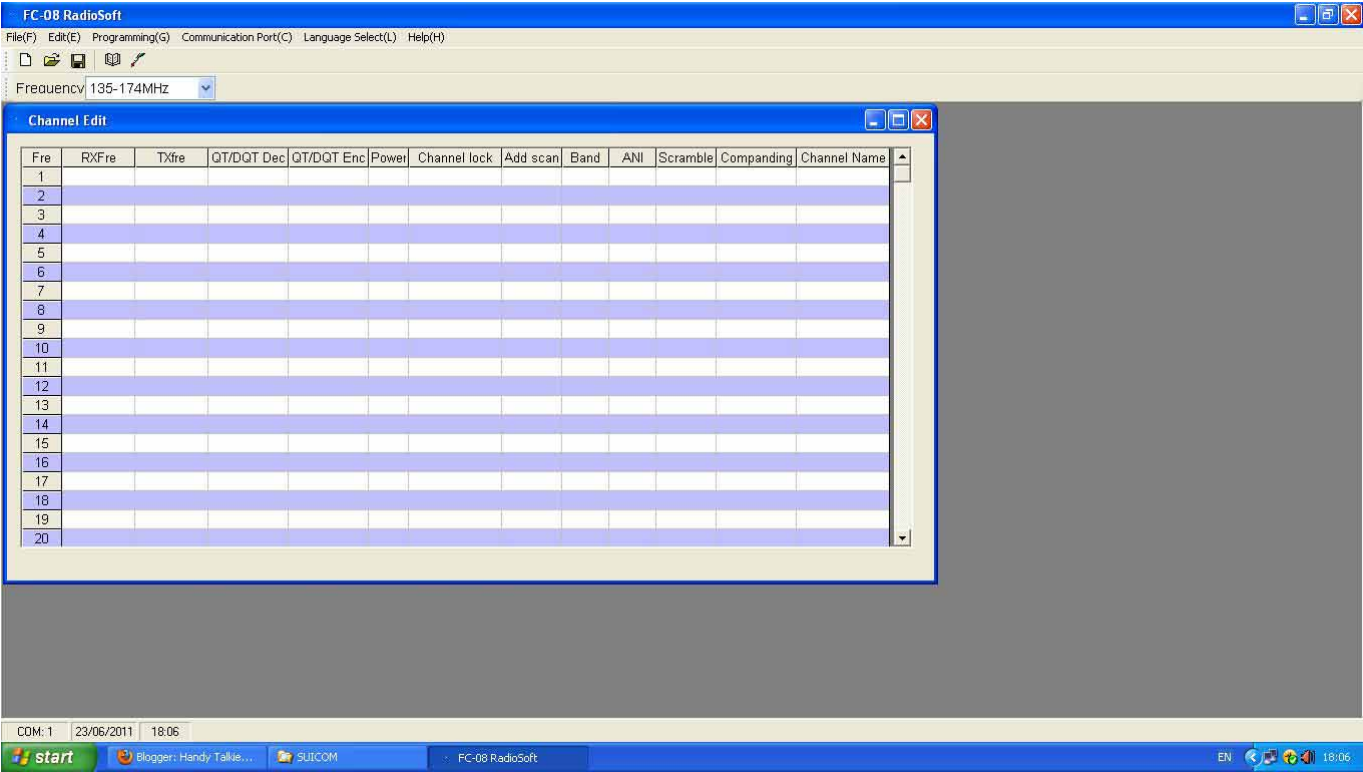 FC-08 RadioSoft
File(F) Edit(E) Programming(G) Communication Port(C) Language Select(L) Help(H)
Frequency 135-174MHz
Channel Edit
Fre RXFre TXfre QT/DQT Dec QT/DQT Enc Power Channel lock Add scan Band ANI Scramble Companding Channel Name
1
2
3
4
5
6
7
8
9
10
11
12
13
14
15
16
17
18
19
20
COM: 1 23/06/2011 18:06
start Blogger: Handy Talkie... SUICOM FC-08 RadioSoft EN 18:06